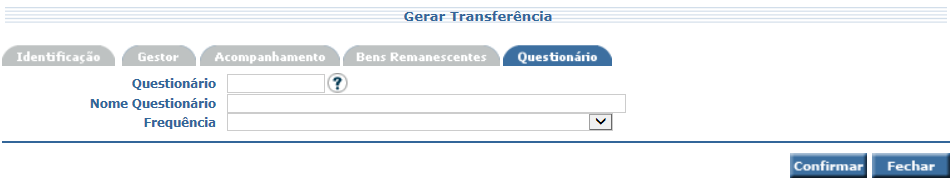 Gerar Transferência
Identificação Gestor Acompanhamento Bens Remanescentes Questionário
Questionário ?
Nome Questionário
Frequência
Confirmar Fechar